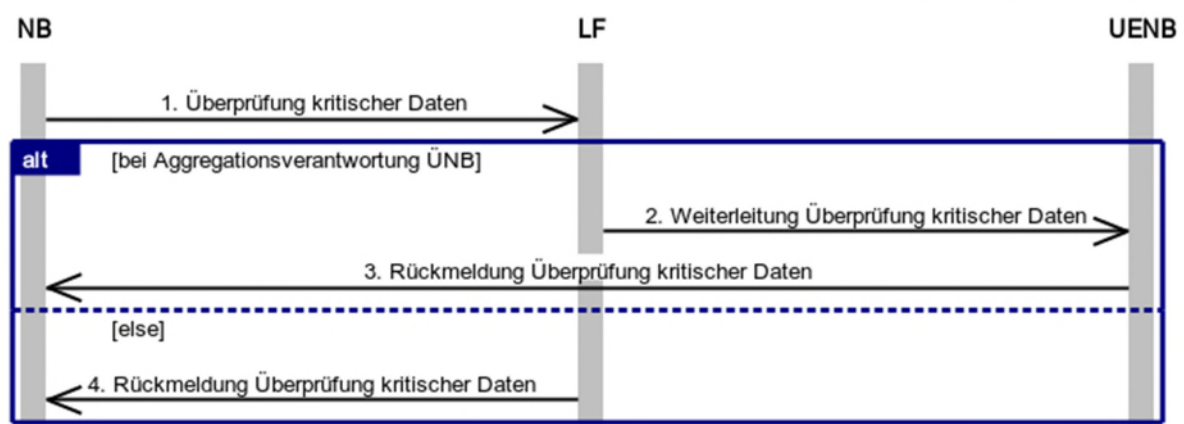 NB LF UENB
1. Überprüfung kritischer Daten
alt [bei Aggregationsverantwortung ÜNB]
2. Weiterleitung Überprüfung kritischer Daten
3. Rückmeldung Überprüfung kritischer Daten
[else]
4. Rückmeldung Überprüfung kritischer Daten